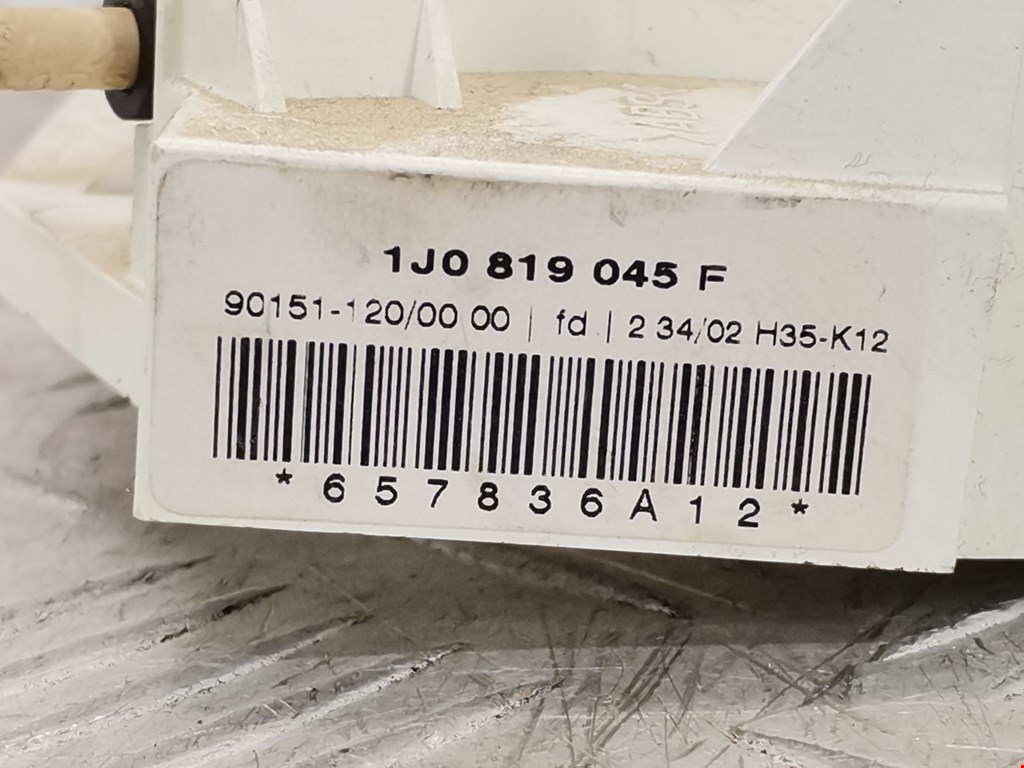 1J0 819 045 F
90151-120/00 00 | fd | 2 34/02 H35-K12
*657836A12*